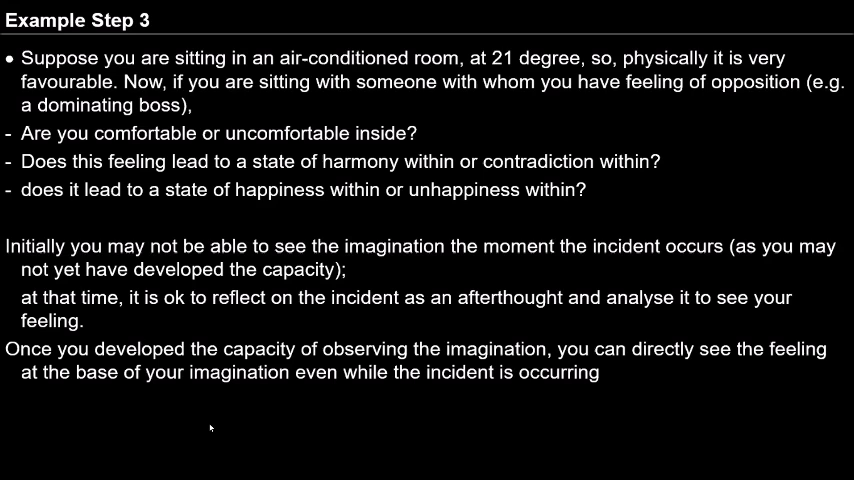 Example Step 3
• Suppose you are sitting in an air-conditioned room, at 21 degree, so, physically it is very
favourable. Now, if you are sitting with someone with whom you have feeling of opposition (e.g.
a dominating boss),
- Are you comfortable or uncomfortable inside?
- Does this feeling lead to a state of harmony within or contradiction within?
- does it lead to a state of happiness within or unhappiness within?
Initially you may not be able to see the imagination the moment the incident occurs (as you may
not yet have developed the capacity);
at that time, it is ok to reflect on the incident as an afterthought and analyse it to see your
feeling.
Once you developed the capacity of observing the imagination, you can directly see the feeling
at the base of your imagination even while the incident is occurring